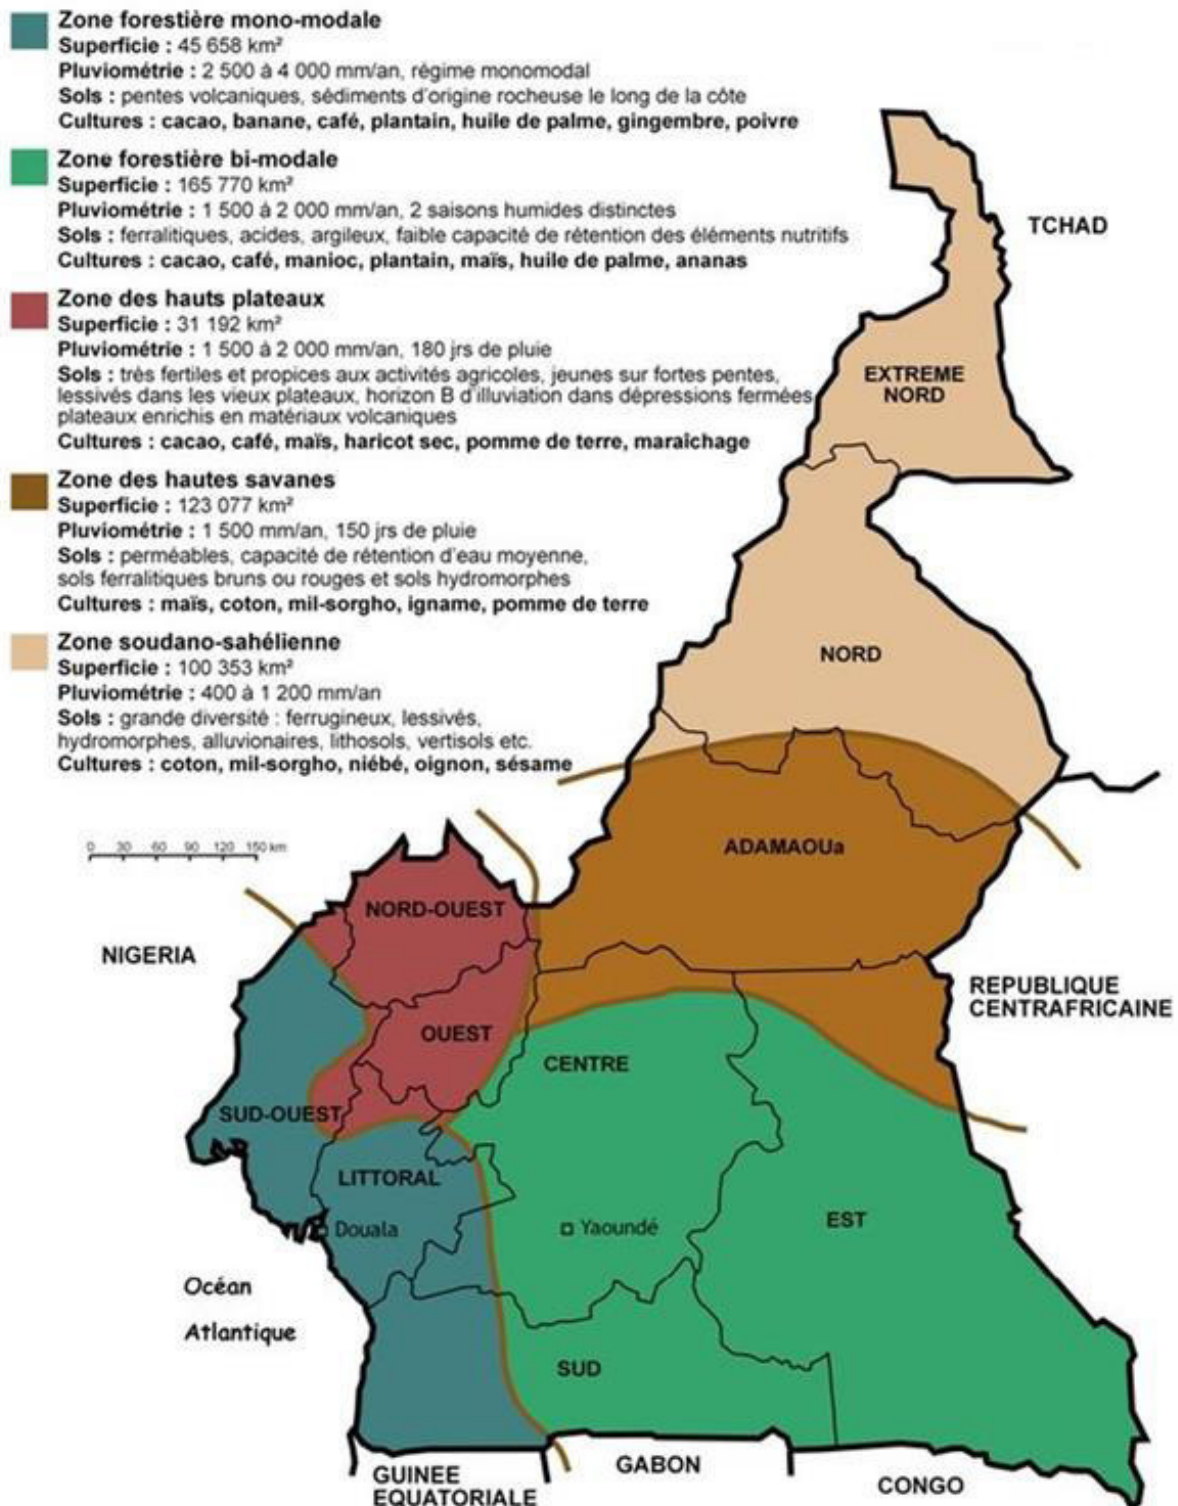 Zone forestière mono-modale
Superficie : 45 658 km²
Pluviométrie : 2 500 à 4 000 mm/an, régime monomodal
Sols : pentes volcaniques, sédiments d'origine rocheuse le long de la côte
Cultures : cacao, banane, café, plantain, huile de palme, gingembre, poivre
Zone forestière bi-modale
Superficie : 165 770 km²
Pluviométrie : 1 500 à 2 000 mm/an, 2 saisons humides distinctes
Sols : ferralitiques, acides, argileux, faible capacité de rétention des éléments nutritifs
Cultures : cacao, café, manioc, plantain, maïs, huile de palme, ananas
Zone des hauts plateaux
Superficie : 31 192 km²
Pluviométrie : 1 500 à 2 000 mm/an, 180 jrs de pluie
Sols : très fertiles et propices aux activités agricoles, jeunes sur fortes pentes,
lessivés dans les vieux plateaux, horizon B d'illuviation dans dépressions fermées
plateaux enrichis en matériaux volcaniques
Cultures : cacao, café, maïs, haricot sec, pomme de terre, maraîchage
Zone des hautes savanes
Superficie : 123 077 km²
Pluviométrie : 1 500 mm/an, 150 jrs de pluie
Sols : perméables, capacité de rétention d'eau moyenne,
sols ferralitiques bruns ou rouges et sols hydromorphes
Cultures : maïs, coton, mil-sorgho, igname, pomme de terre
Zone soudano-sahélienne
Superficie : 100 353 km²
Pluviométrie : 400 à 1 200 mm/an
Sols : grande diversité : ferrugineux, lessivés,
hydromorphes, alluvionaires, lithosols, vertisols etc.
Cultures : coton, mil-sorgho, niébé, oignon, sésame
TCHAD
EXTREME
NORD
NORD
0 30 60 90 120 150 km
ADAMAOUa
NORD-OUEST
NIGERIA
REPUBLIQUE
CENTRAFRICAINE
OUEST
CENTRE
SUD-OUEST
LITTORAL
EST
Douala
Yaoundé
Océan
Atlantique
SUD
GABON
GUINEE
EQUATORIALE
CONGO